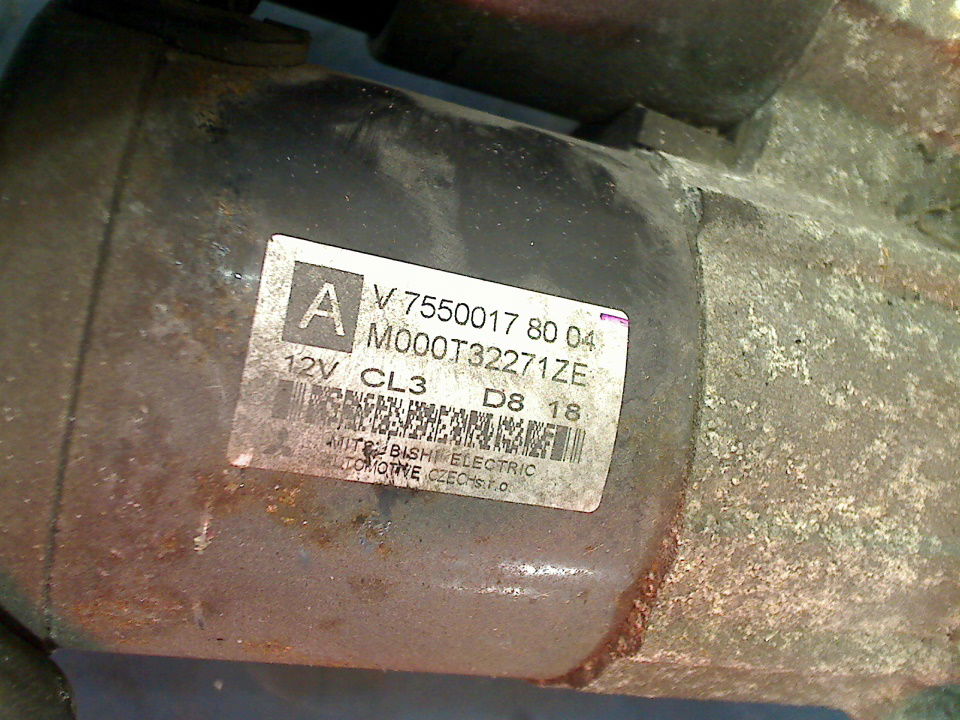 A
V 7550017 80 04
M000T32271ZE
12V CL3 D8 18
MITSUBISHI ELECTRIC
AUTOMOTIVE CZECH s.r.o